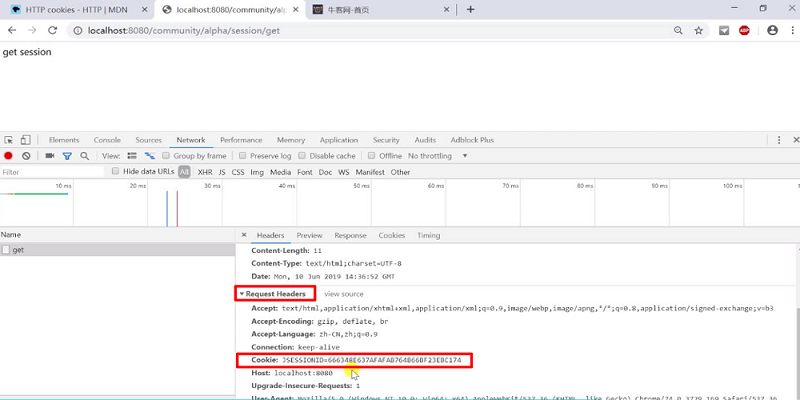 HTTP cookies - HTTP | MDN
localhost:8080/community/alp
牛客网-首页
localhost:8080/community/alpha/session/get
get session
Elements Console Sources Network Performance Memory Application Security Audits Adblock Plus
View: Group by frame Preserve log Disable cache Offline No throttling
Filter Hide data URLs All XHR JS CSS Img Media Font Doc WS Manifest Other
10 ms 20 ms 30 ms 40 ms 50 ms 60 ms 70 ms 80 ms 90 ms 100 ms
Name Headers Preview Response Cookies Timing
get
Content-Length: 11
Content-Type: text/html;charset=UTF-8
Date: Mon, 10 Jun 2019 14:36:52 GMT
Request Headers view source
Accept: text/html,application/xhtml+xml,application/xml;q=0.9,image/webp,image/apng,*/*;q=0.8,application/signed-exchange;v=b3
Accept-Encoding: gzip, deflate, br
Accept-Language: zh-CN,zh;q=0.9
Connection: keep-alive
Cookie: JSESSIONID=666348E637AFAFAB764B66BF23EBC174
Host: localhost:8080
Upgrade-Insecure-Requests: 1